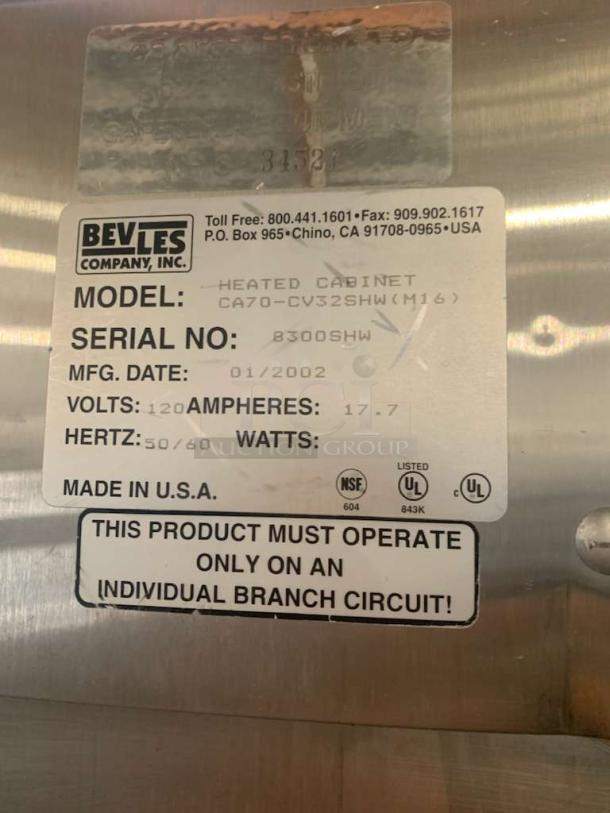 34521
BEVLES
COMPANY, INC.
Toll Free: 800.441.1601•Fax: 909.902.1617
P.O. Box 965•Chino, CA 91708-0965•USA
MODEL: HEATED CABINET
CA70-CV32SHW(M16)
SERIAL NO: 8300SHW
MFG. DATE: 01/2002
VOLTS: 120 AMPHERES: 17.7
HERTZ: 50/60 WATTS:
AUCTION GROUP
MADE IN U.S.A.
NSF
604
LISTED
UL
843K
c UL
THIS PRODUCT MUST OPERATE
ONLY ON AN
INDIVIDUAL BRANCH CIRCUIT!